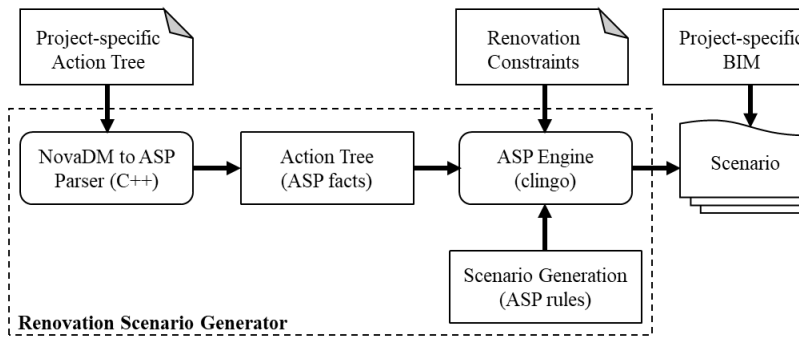 Project-specific
Action Tree
Renovation
Constraints
Project-specific
BIM
NovaDM to ASP
Parser (C++)
Action Tree
(ASP facts)
ASP Engine
(clingo)
Scenario
Scenario Generation
(ASP rules)
Renovation Scenario Generator